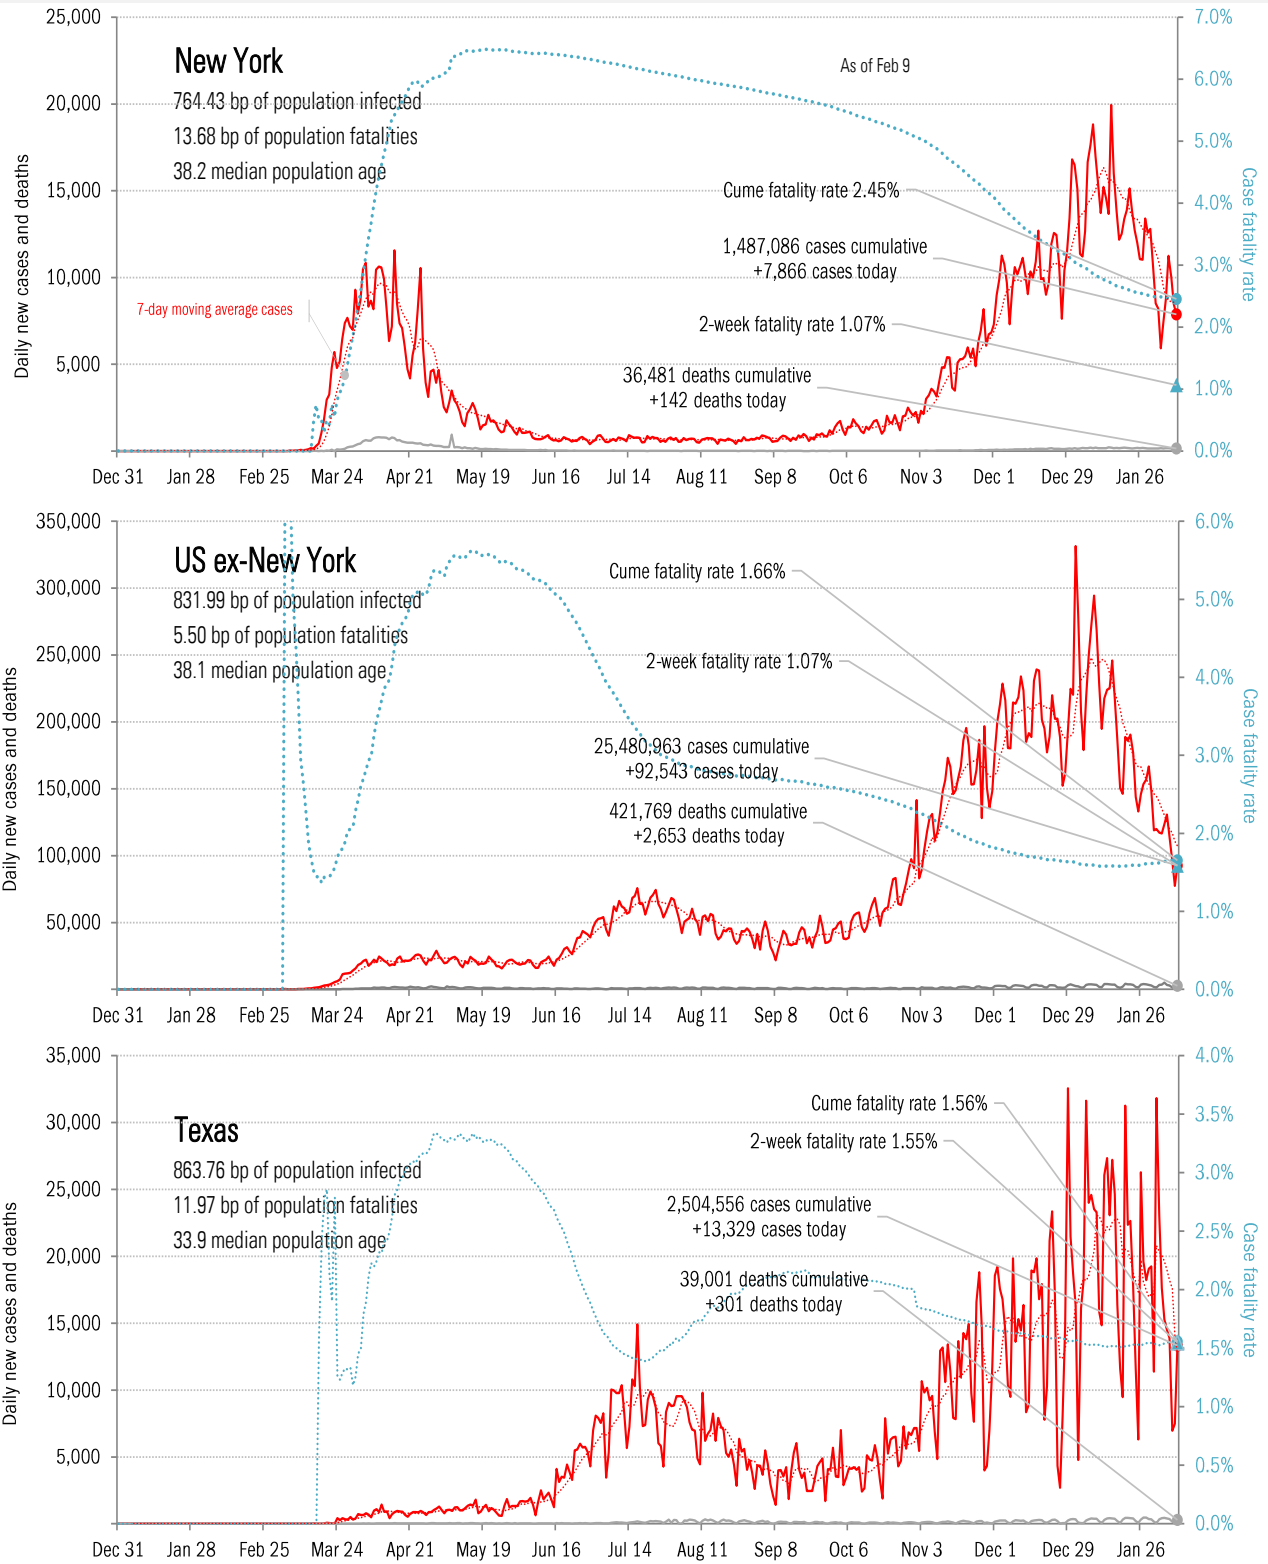 25,000
7.0%
New York
As of Feb 9
764.43 bp of population infected
13.68 bp of population fatalities
38.2 median population age
20,000
6.0%
5.0%
15,000
Cume fatality rate 2.45%
4.0%
1,487,086 cases cumulative
+7,866 cases today
10,000
3.0%
7-day moving average cases
2-week fatality rate 1.07%
2.0%
5,000
36,481 deaths cumulative
+142 deaths today
1.0%
0.0%
Daily new cases and deaths
Case fatality rate
Dec 31 Jan 28 Feb 25 Mar 24 Apr 21 May 19 Jun 16 Jul 14 Aug 11 Sep 8 Oct 6 Nov 3 Dec 1 Dec 29 Jan 26
350,000
6.0%
US ex-New York
831.99 bp of population infected
5.50 bp of population fatalities
38.1 median population age
Cume fatality rate 1.66%
300,000
5.0%
250,000
2-week fatality rate 1.07%
4.0%
200,000
25,480,963 cases cumulative
+92,543 cases today
3.0%
150,000
421,769 deaths cumulative
+2,653 deaths today
2.0%
100,000
1.0%
50,000
0.0%
Daily new cases and deaths
Case fatality rate
Dec 31 Jan 28 Feb 25 Mar 24 Apr 21 May 19 Jun 16 Jul 14 Aug 11 Sep 8 Oct 6 Nov 3 Dec 1 Dec 29 Jan 26
35,000
4.0%
Texas
863.76 bp of population infected
11.97 bp of population fatalities
33.9 median population age
Cume fatality rate 1.56%
30,000
3.5%
2-week fatality rate 1.55%
25,000
3.0%
2,504,556 cases cumulative
+13,329 cases today
2.5%
20,000
39,001 deaths cumulative
+301 deaths today
2.0%
15,000
1.5%
10,000
1.0%
5,000
0.5%
0.0%
Daily new cases and deaths
Case fatality rate
Dec 31 Jan 28 Feb 25 Mar 24 Apr 21 May 19 Jun 16 Jul 14 Aug 11 Sep 8 Oct 6 Nov 3 Dec 1 Dec 29 Jan 26